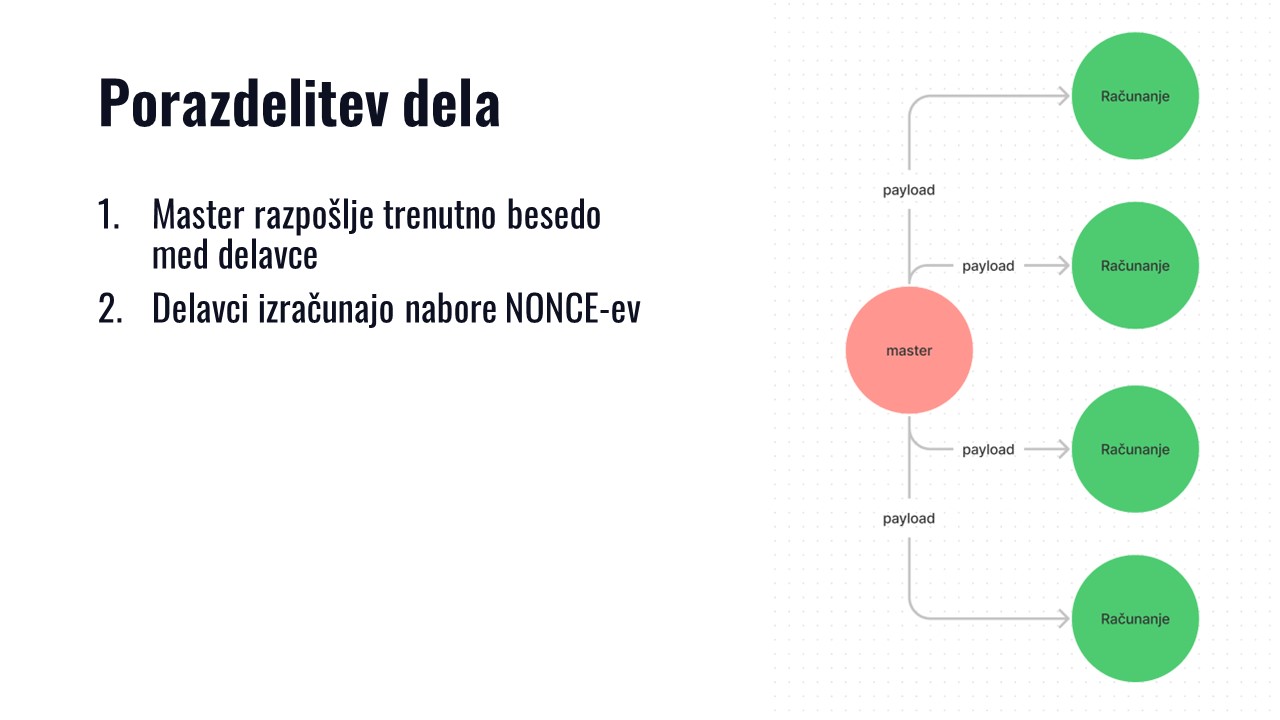 Porazdelitev dela
1. Master razpošlje trenutno besedo
med delavce
2. Delavci izračunajo nabore NONCE-ev
Računanje
payload
payload
Računanje
master
payload
Računanje
payload
Računanje